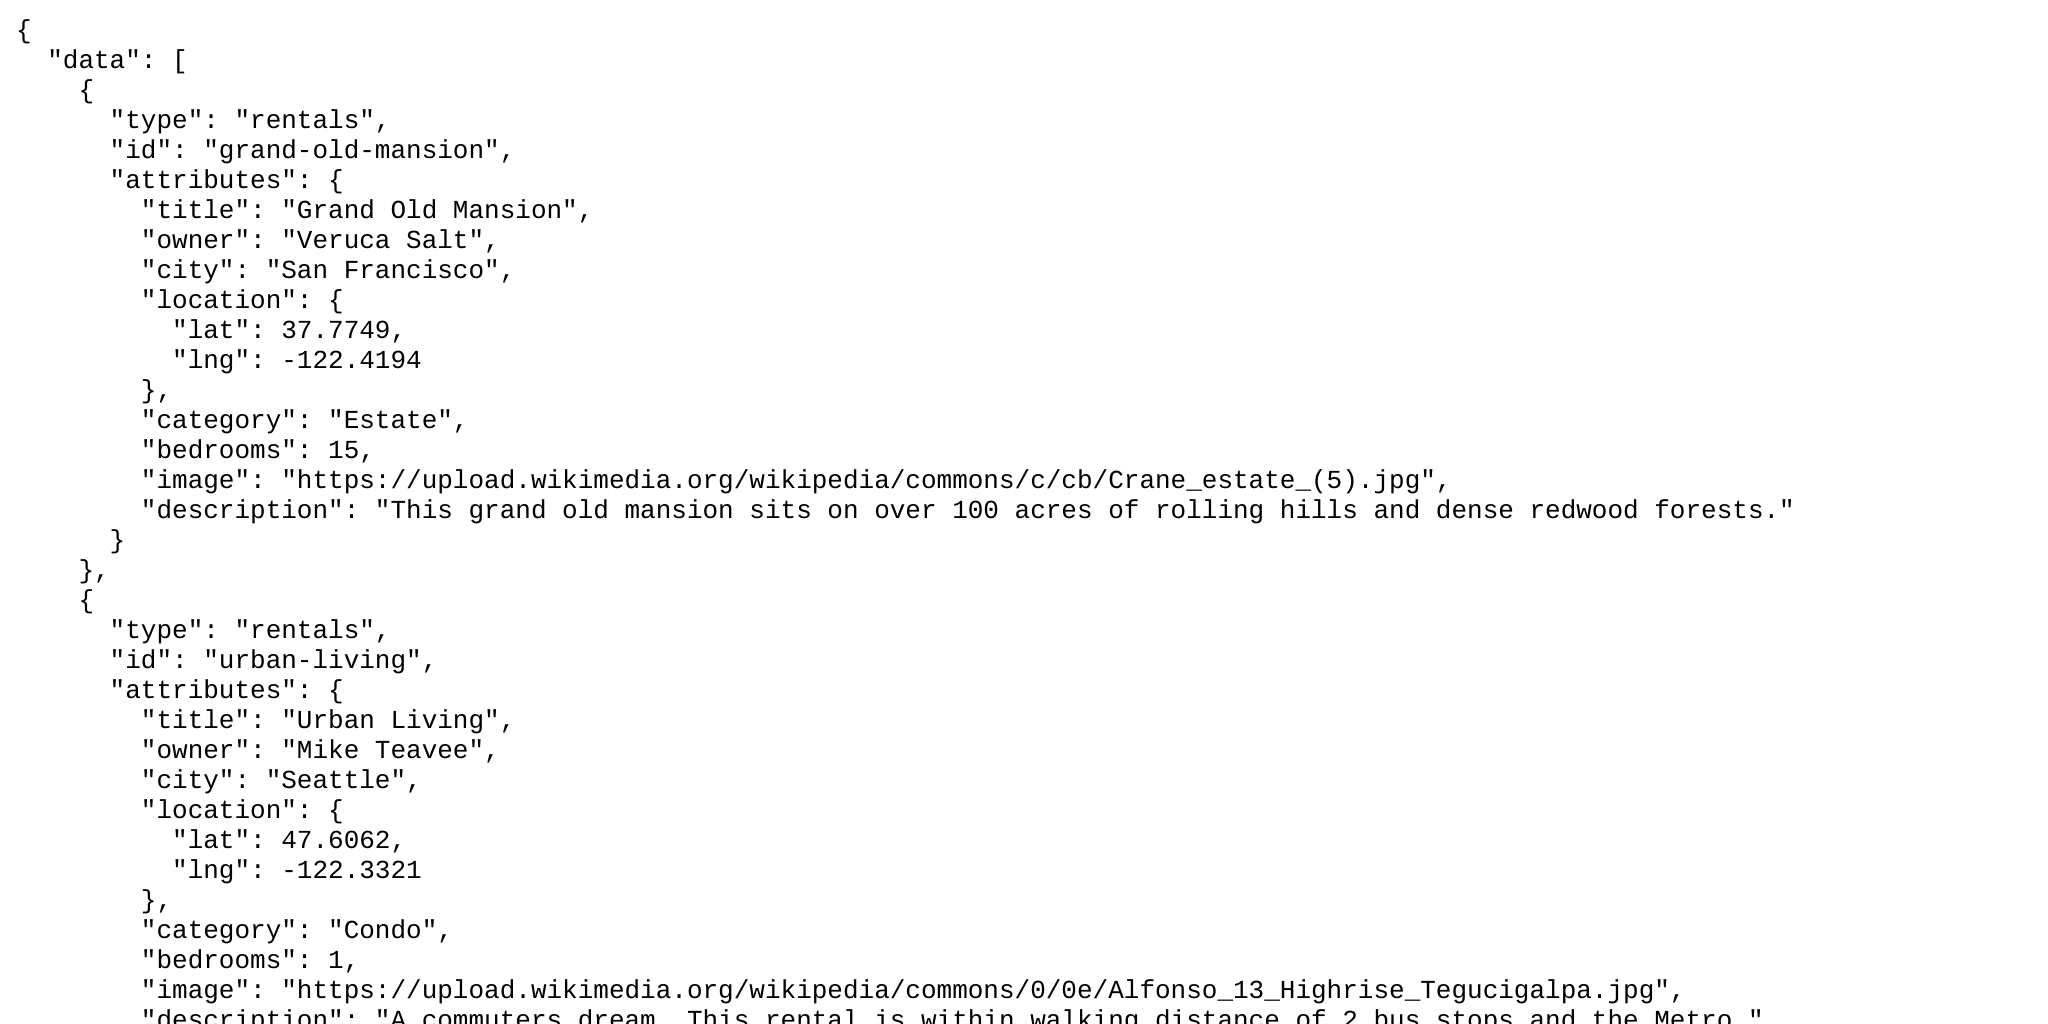 {
  "data": [
    {
      "type": "rentals",
      "id": "grand-old-mansion",
      "attributes": {
        "title": "Grand Old Mansion",
        "owner": "Veruca Salt",
        "city": "San Francisco",
        "location": {
          "lat": 37.7749,
          "lng": -122.4194
        },
        "category": "Estate",
        "bedrooms": 15,
        "image": "https://upload.wikimedia.org/wikipedia/commons/c/cb/Crane_estate_(5).jpg",
        "description": "This grand old mansion sits on over 100 acres of rolling hills and dense redwood forests."
      }
    },
    {
      "type": "rentals",
      "id": "urban-living",
      "attributes": {
        "title": "Urban Living",
        "owner": "Mike Teavee",
        "city": "Seattle",
        "location": {
          "lat": 47.6062,
          "lng": -122.3321
        },
        "category": "Condo",
        "bedrooms": 1,
        "image": "https://upload.wikimedia.org/wikipedia/commons/0/0e/Alfonso_13_Highrise_Tegucigalpa.jpg",
        "description": "A commuters dream. This rental is within walking distance of 2 bus stops and the Metro."